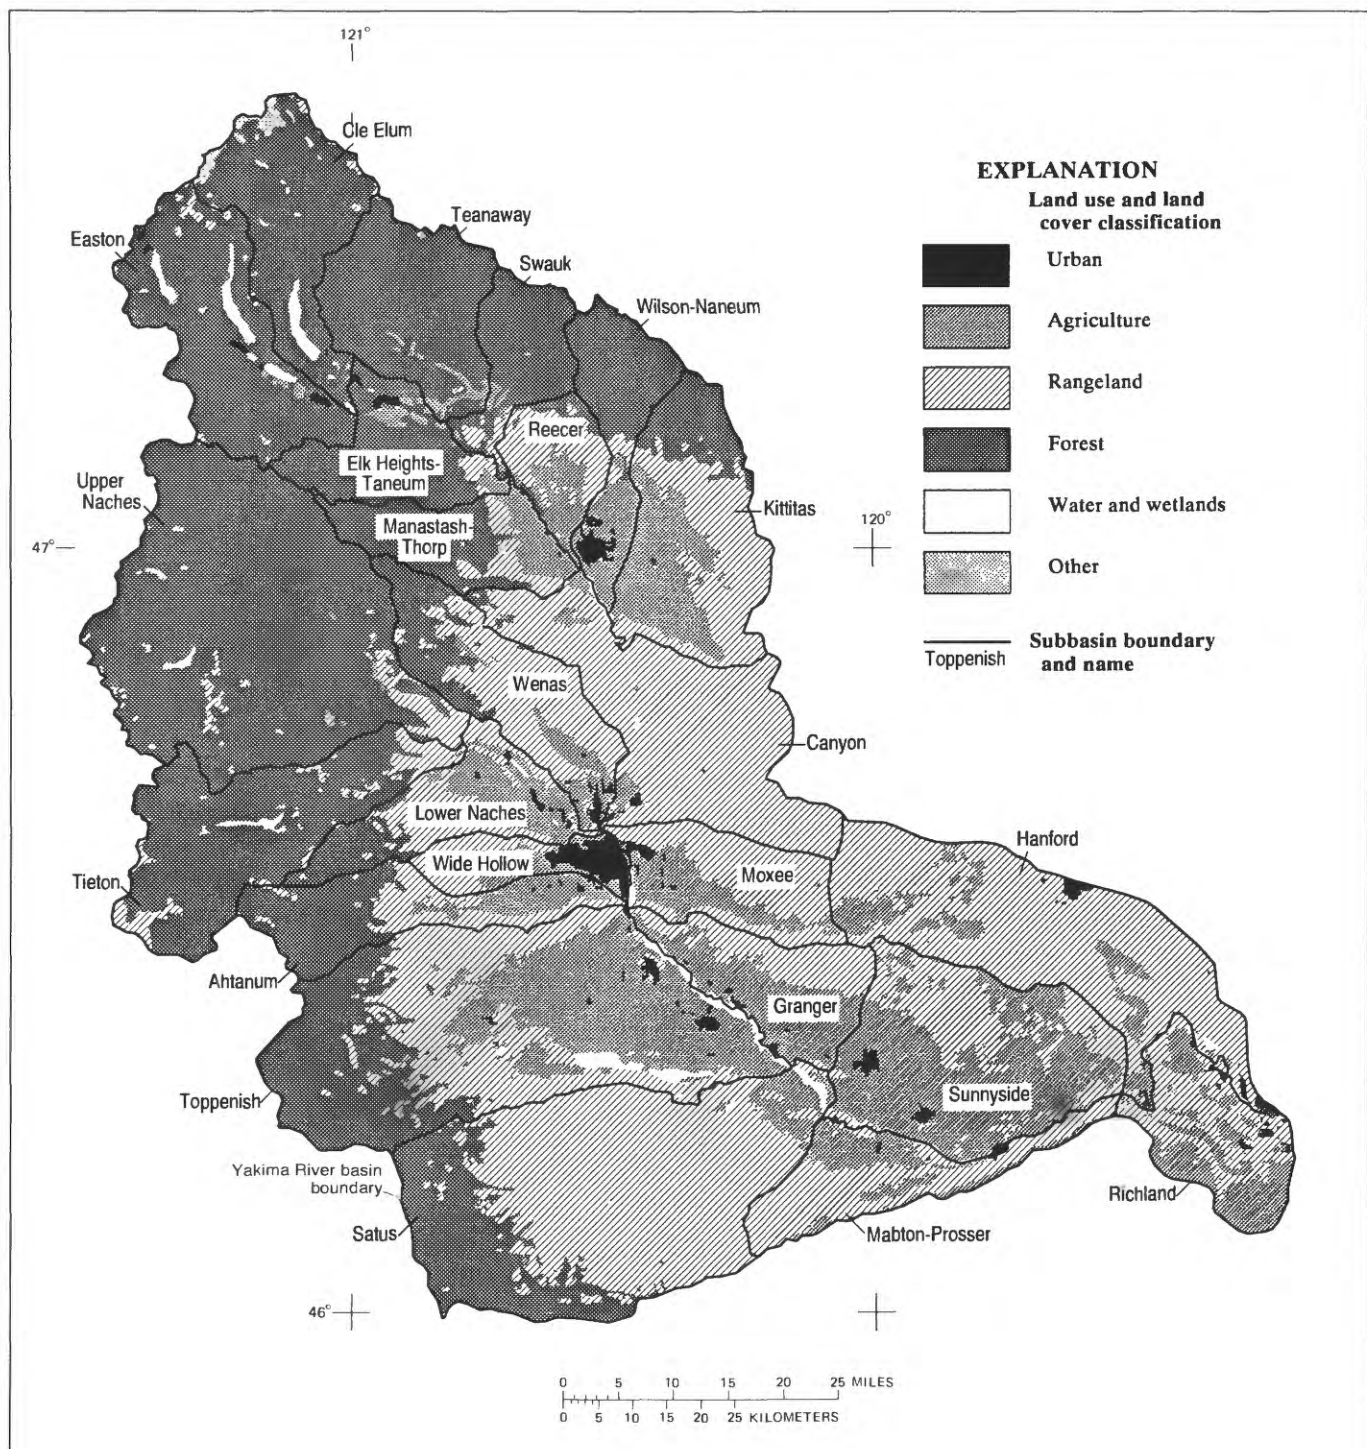 121°
Cle Elum
Teanaway
Easton
Swauk
Wilson-Naneum
Reecer
Elk Heights-
Taneum
Upper
Naches
Manastash-
Thorp
Kittitas
47°
120°
Wenas
Canyon
Lower Naches
Hanford
Wide Hollow
Moxee
Tieton
Ahtanum
Granger
Toppenish
Sunnyside
Yakima River basin
boundary
Richland
Satus
Mabton-Prosser
46°
EXPLANATION
Land use and land
cover classification
Urban
Agriculture
Rangeland
Forest
Water and wetlands
Other
Subbasin boundary
and name
Toppenish
0 5 10 15 20 25 MILES
0 5 10 15 20 25 KILOMETERS